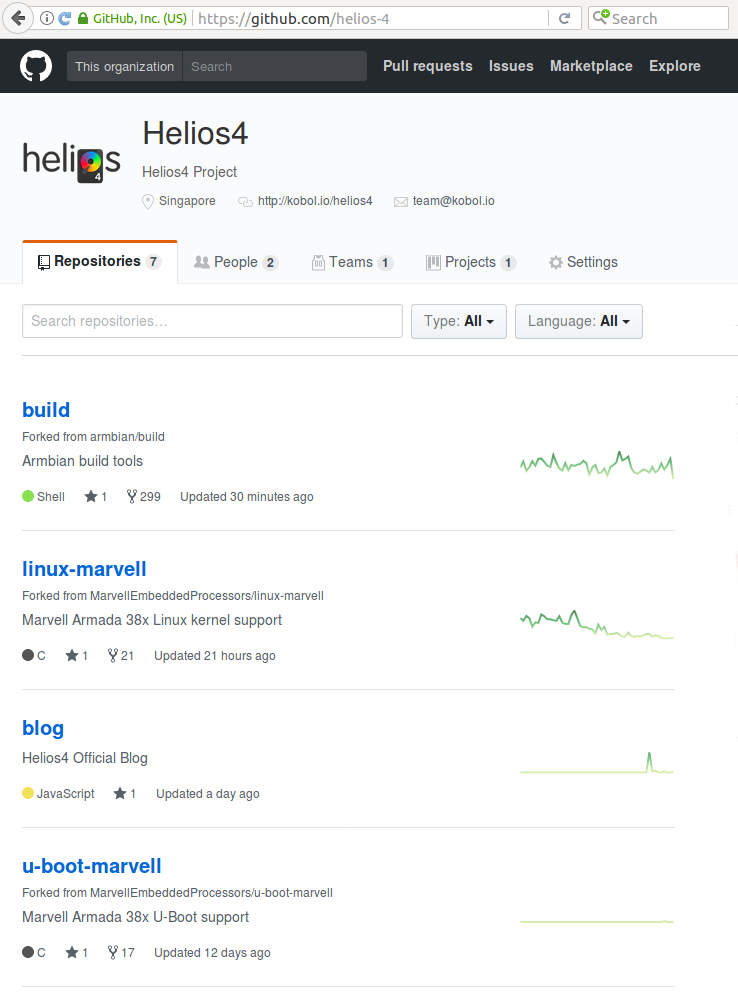 GitHub, Inc. (US) https://github.com/helios-4 Search
This organization Search Pull requests Issues Marketplace Explore
helios 4
Helios4
Helios4 Project
Singapore http://kobol.io/helios4 team@kobol.io
Repositories 7 People 2 Teams 1 Projects 1 Settings
Search repositories… Type: All Language: All
build
Forked from armbian/build
Armbian build tools
Shell 1 299 Updated 30 minutes ago
linux-marvell
Forked from MarvellEmbeddedProcessors/linux-marvell
Marvell Armada 38x Linux kernel support
C 1 21 Updated 21 hours ago
blog
Helios4 Official Blog
JavaScript 1 Updated a day ago
u-boot-marvell
Forked from MarvellEmbeddedProcessors/u-boot-marvell
Marvell Armada 38x U-Boot support
C 1 17 Updated 12 days ago